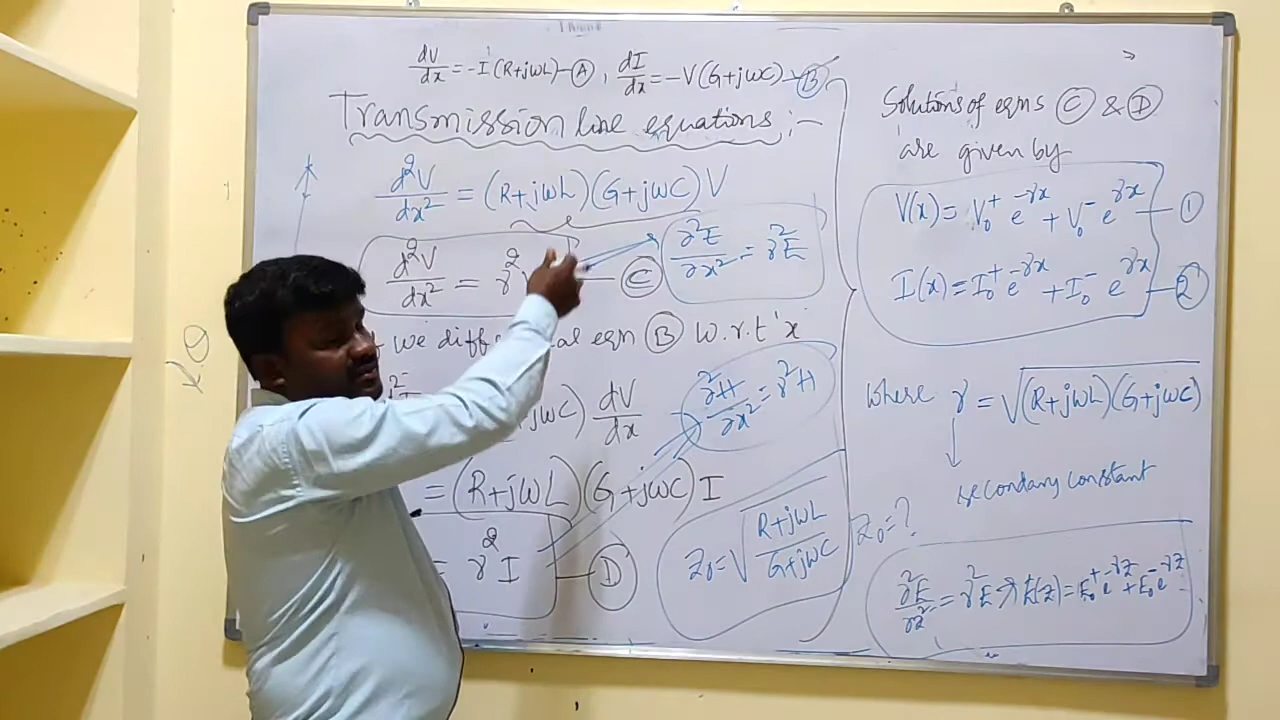 dV/dx = -I(R+jωL) - Ⓐ , dI/dx = -V(G+jωC) - Ⓑ
Transmission line equations :-
d²V/dx² = (R+jωL)(G+jωC)V
d²V/dx² = γ² — Ⓒ
∂²E/∂x² = γ²E
we diff al eqn Ⓑ w.r.t 'x'
jωC) dV/dx
∂²H/∂x² = γ²H
= (R+jωL)(G+jωC) I
= γ² I — Ⓓ
Z₀ = √((R+jωL)/(G+jωC))
Solutions of eqns Ⓒ & Ⓓ
are given by
V(x) = V₀⁺ e^-γx + V₀⁻ e^γx — ①
I(x) = I₀⁺ e^-γx + I₀⁻ e^γx — ②
where γ = √((R+jωL)(G+jωC))
secondary constant
Z₀ = ?
∂²E/∂z² = γ²E ⇒ E(z) = E₀⁺ e^-γz + E₀⁻ e^-γz